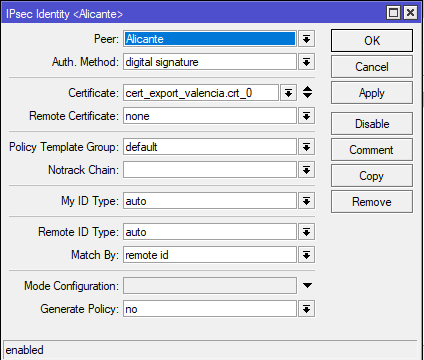 IPsec Identity <Alicante>
Peer: Alicante
OK
Auth. Method: digital signature
Cancel
Certificate: cert_export_valencia.crt_0
Apply
Remote Certificate: none
Disable
Policy Template Group: default
Comment
Notrack Chain:
Copy
My ID Type: auto
Remove
Remote ID Type: auto
Match By: remote id
Mode Configuration:
Generate Policy: no
enabled